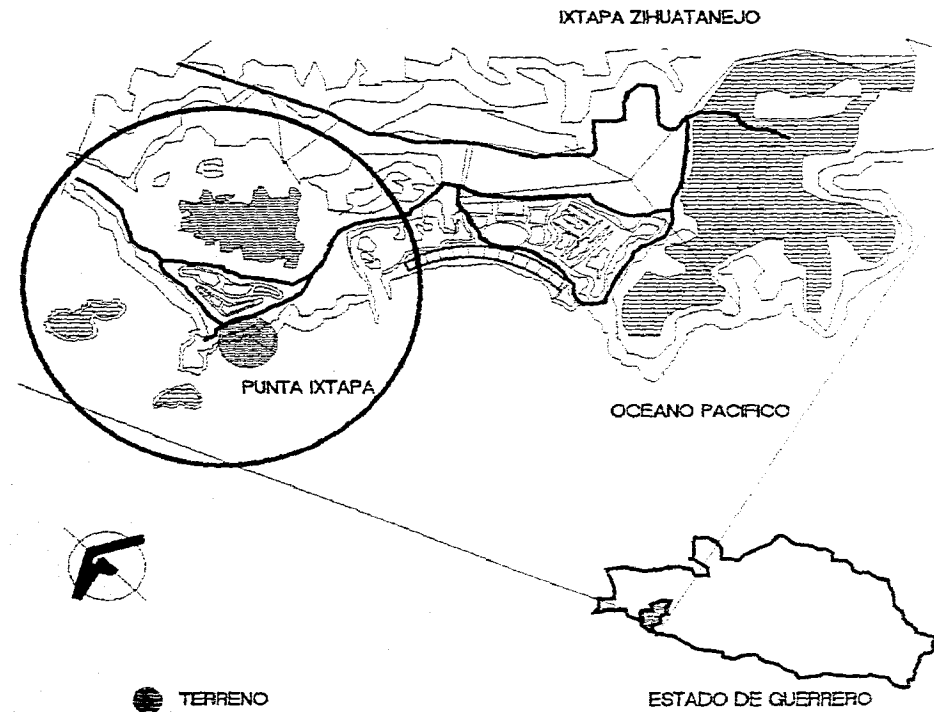 IXTAPA ZIHUATANEJO
PUNTA IXTAPA
OCEANO PACIFICO
TERRENO
ESTADO DE GUERRERO